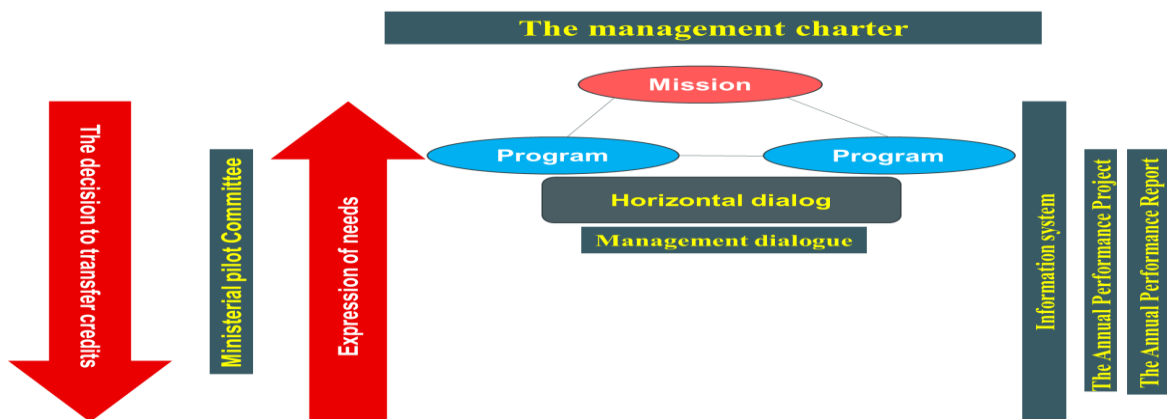 The management charter
Mission
Program
Program
Horizontal dialog
Management dialogue
The decision to transfer credits
Ministerial pilot Committee
Expression of needs
Information system
The Annual Performance Project
The Annual Performance Report